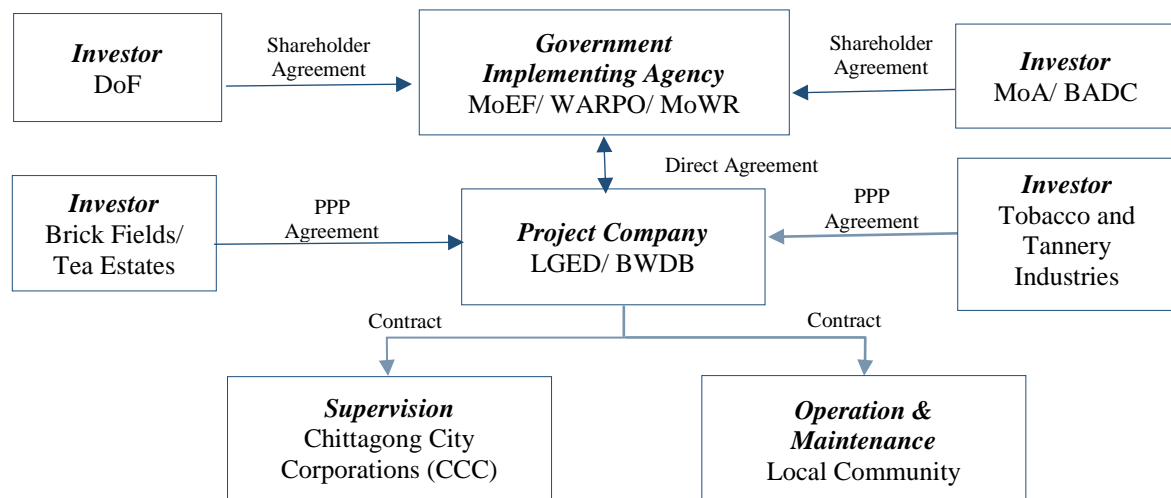 Investor
DoF
Shareholder
Agreement
Government
Implementing Agency
MoEF/ WARPO/ MoWR
Shareholder
Agreement
Investor
MoA/ BADC
Direct Agreement
Investor
Brick Fields/
Tea Estates
PPP
Agreement
Project Company
LGED/ BWDB
PPP
Agreement
Investor
Tobacco and
Tannery
Industries
Contract
Contract
Supervision
Chittagong City
Corporations (CCC)
Operation &
Maintenance
Local Community